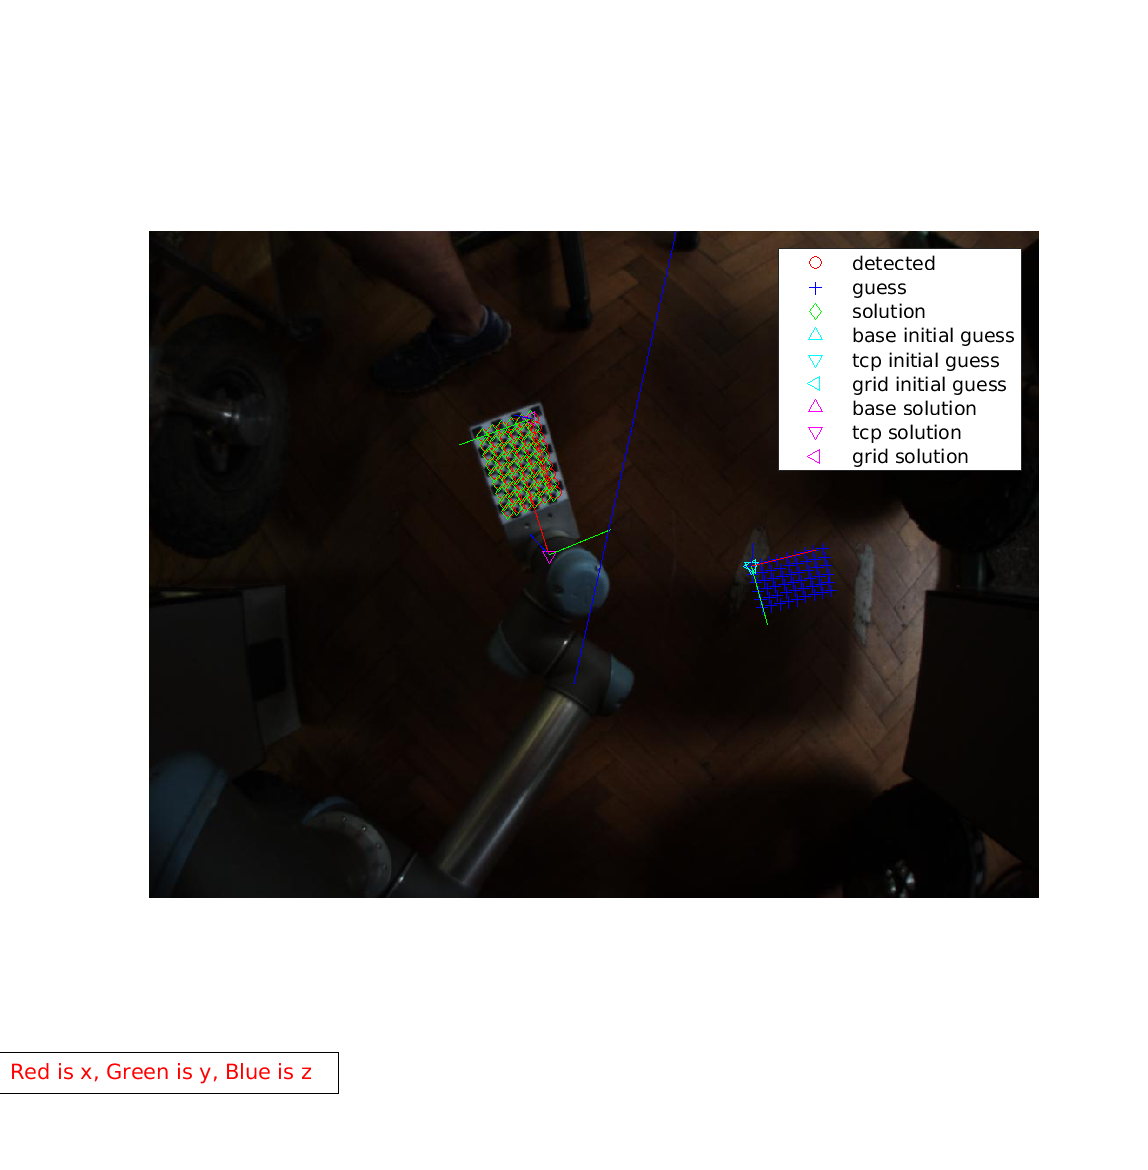 detected
guess
solution
base initial guess
tcp initial guess
grid initial guess
base solution
tcp solution
grid solution
Red is x, Green is y, Blue is z